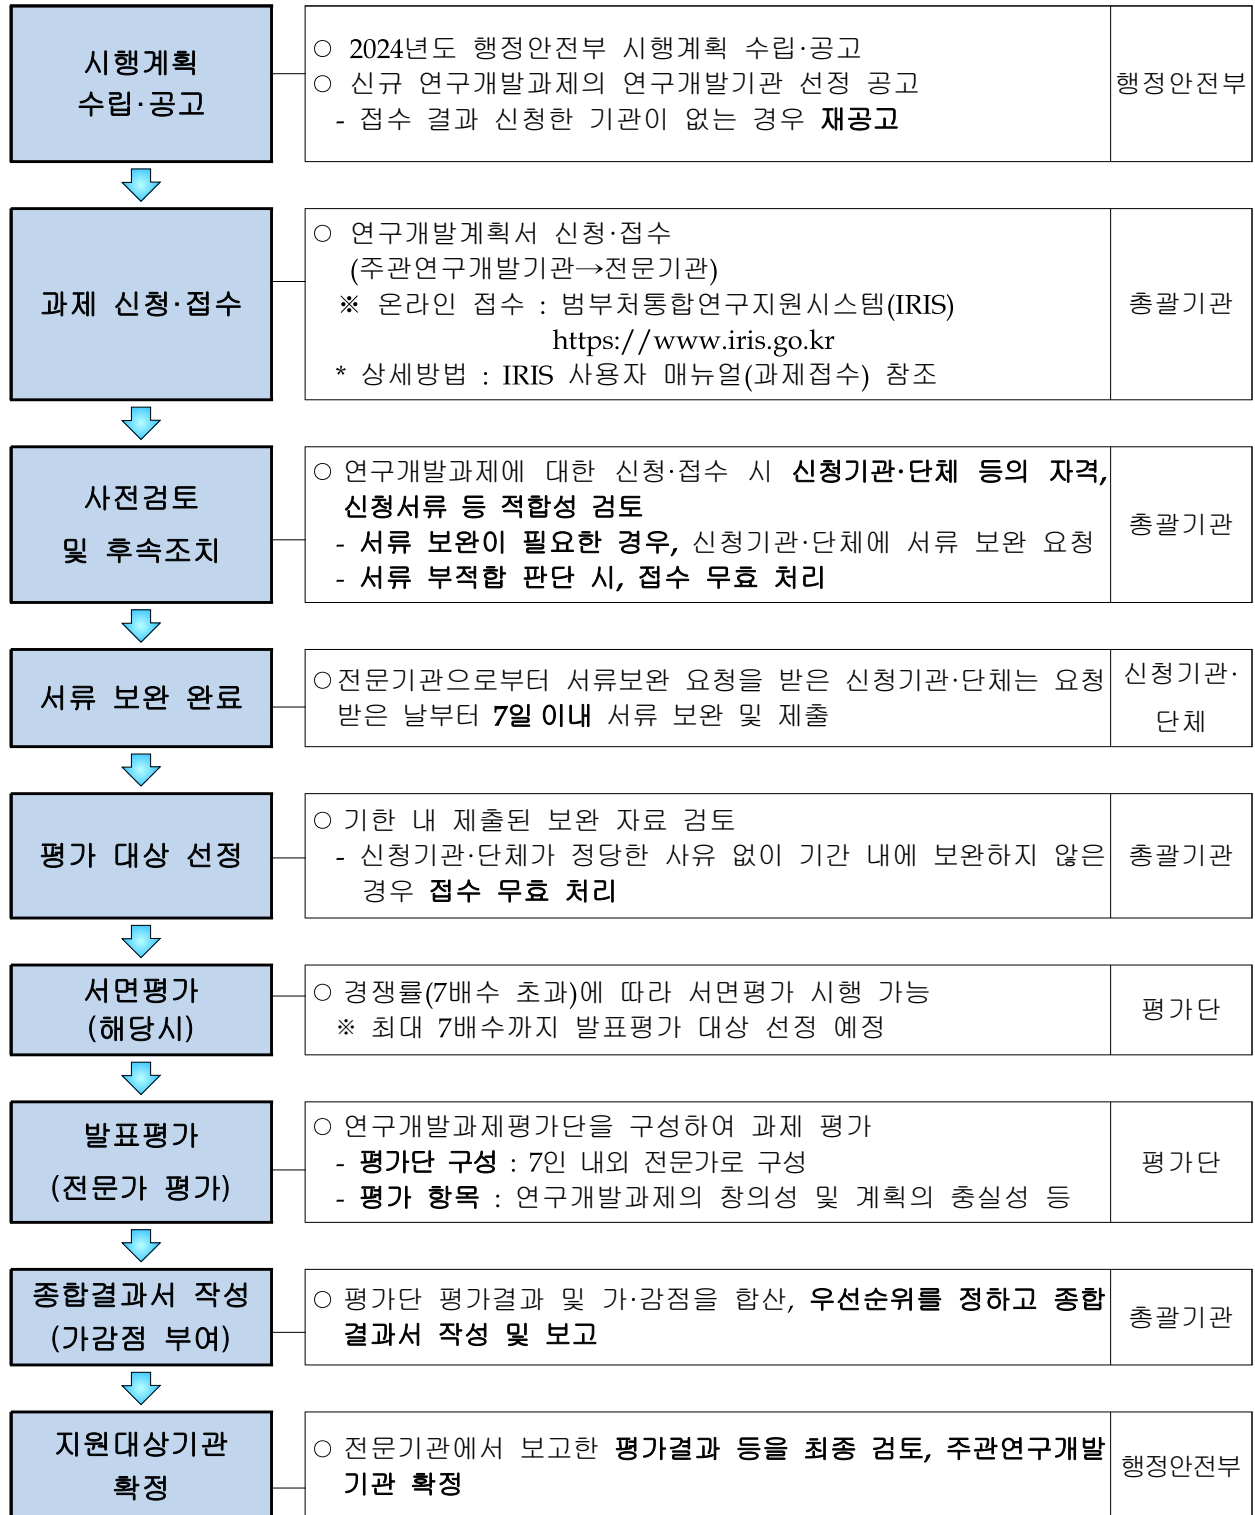 시행계획
수립·공고
○ 2024년도 행정안전부 시행계획 수립·공고
○ 신규 연구개발과제의 연구개발기관 선정 공고
- 접수 결과 신청한 기관이 없는 경우 재공고
행정안전부
과제 신청·접수
○ 연구개발계획서 신청·접수
(주관연구개발기관→전문기관)
※ 온라인 접수 : 범부처통합연구지원시스템(IRIS)
https://www.iris.go.kr
* 상세방법 : IRIS 사용자 매뉴얼(과제접수) 참조
총괄기관
사전검토
및 후속조치
○ 연구개발과제에 대한 신청·접수 시 신청기관·단체 등의 자격,
신청서류 등 적합성 검토
- 서류 보완이 필요한 경우, 신청기관·단체에 서류 보완 요청
- 서류 부적합 판단 시, 접수 무효 처리
총괄기관
서류 보완 완료
○ 전문기관으로부터 서류보완 요청을 받은 신청기관·단체는 요청
받은 날부터 7일 이내 서류 보완 및 제출
신청기관·
단체
평가 대상 선정
○ 기한 내 제출된 보완 자료 검토
- 신청기관·단체가 정당한 사유 없이 기간 내에 보완하지 않은
경우 접수 무효 처리
총괄기관
서면평가
(해당시)
○ 경쟁률(7배수 초과)에 따라 서면평가 시행 가능
※ 최대 7배수까지 발표평가 대상 선정 예정
평가단
발표평가
(전문가 평가)
○ 연구개발과제평가단을 구성하여 과제 평가
- 평가단 구성 : 7인 내외 전문가로 구성
- 평가 항목 : 연구개발과제의 창의성 및 계획의 충실성 등
평가단
종합결과서 작성
(가감점 부여)
○ 평가단 평가결과 및 가·감점을 합산, 우선순위를 정하고 종합
결과서 작성 및 보고
총괄기관
지원대상기관
확정
○ 전문기관에서 보고한 평가결과 등을 최종 검토, 주관연구개발
기관 확정
행정안전부